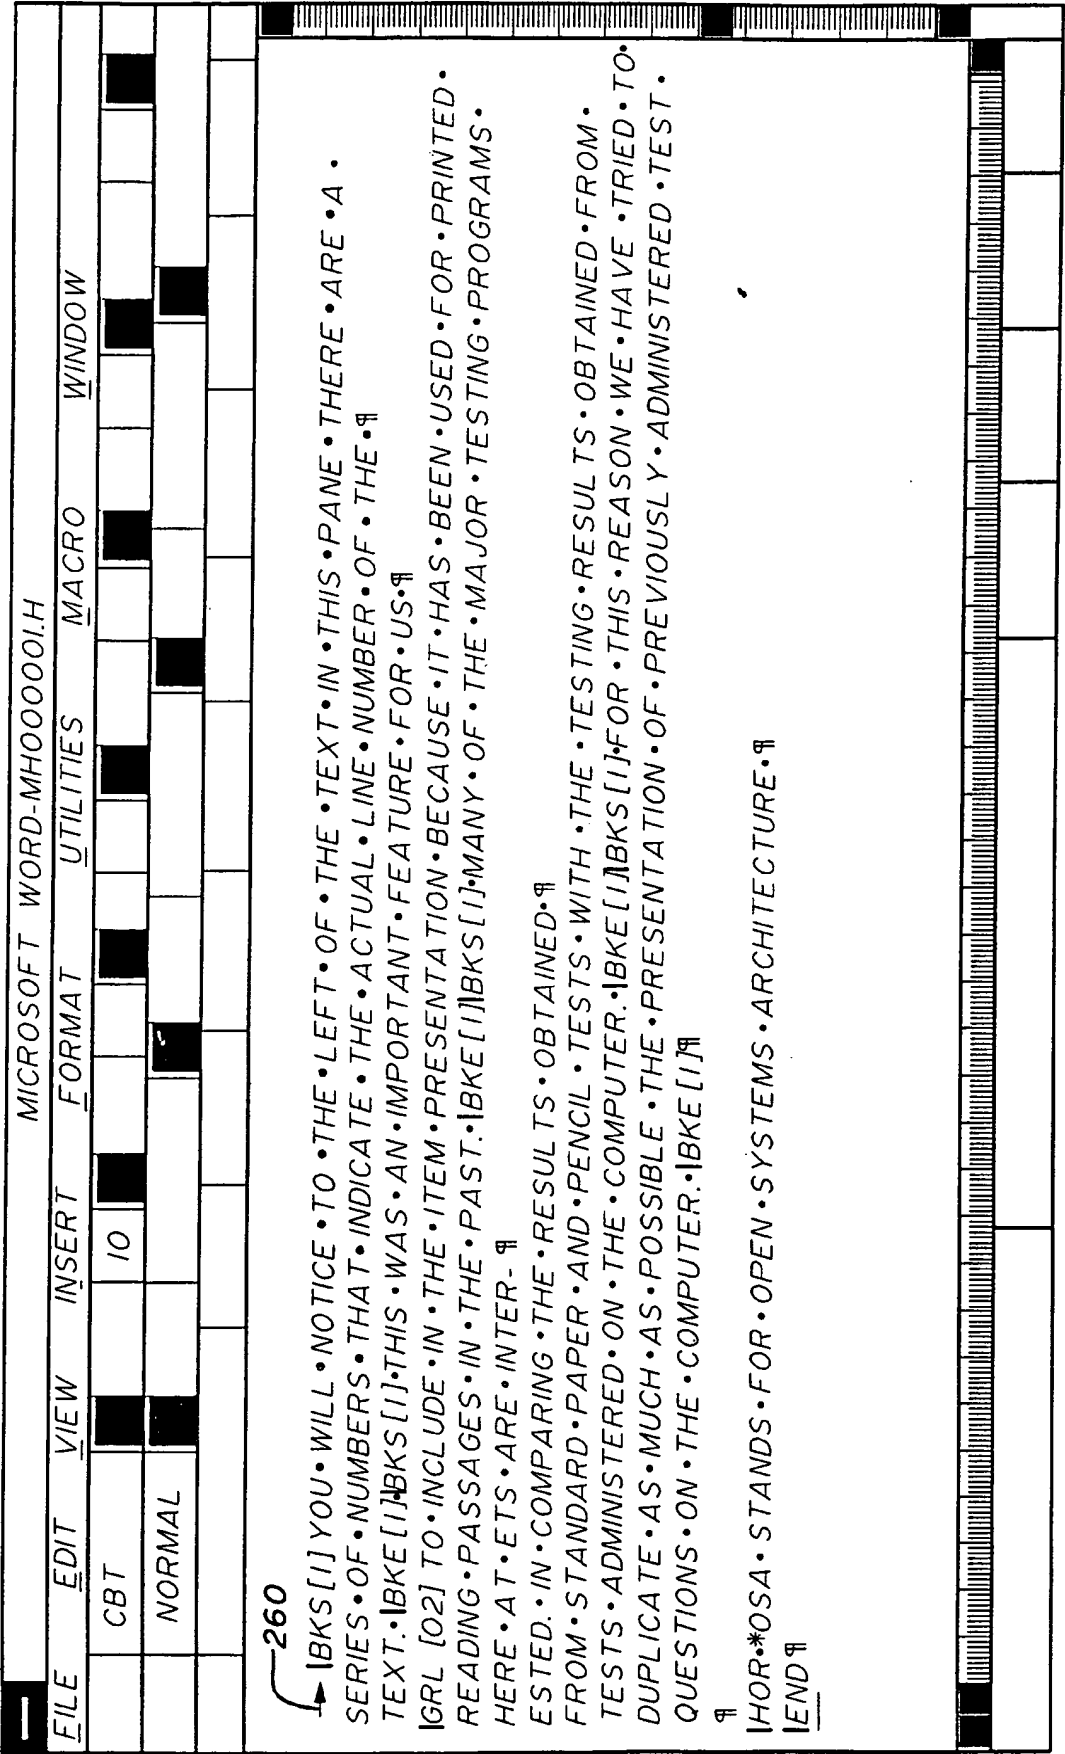 MICROSOFT WORD-MH000001.H
FILE EDIT VIEW INSERT FORMAT UTILITIES MACRO WINDOW
CBT 10
NORMAL
260
|BKS[1] YOU•WILL•NOTICE•TO•THE•LEFT•OF•THE•TEXT•IN•THIS•PANE•THERE•ARE•A•
SERIES•OF•NUMBERS•THAT•INDICATE•THE•ACTUAL•LINE•NUMBER•OF•THE•¶
TEXT.•|BKE[1]|BKS[1]•THIS•WAS•AN•IMPORTANT•FEATURE•FOR•US•¶
|GRL [02] TO•INCLUDE•IN•THE•ITEM•PRESENTATION•BECAUSE•IT•HAS•BEEN•USED•FOR•PRINTED•
READING•PASSAGES•IN•THE•PAST.•|BKE[1]|BKS[1]•MANY•OF•THE•MAJOR•TESTING•PROGRAMS•
HERE•AT•ETS•ARE•INTER-¶
ESTED.•IN•COMPARING•THE•RESULTS•OBTAINED•¶
FROM•STANDARD•PAPER•AND•PENCIL•TESTS•WITH•THE•TESTING•RESULTS•OBTAINED•FROM•
TESTS•ADMINISTERED•ON•THE•COMPUTER.•|BKE[1]|BKS[1]•FOR•THIS•REASON•WE•HAVE•TRIED•TO•
DUPLICATE•AS•MUCH•AS•POSSIBLE•THE•PRESENTATION•OF•PREVIOUSLY•ADMINISTERED•TEST•
QUESTIONS•ON•THE•COMPUTER.•|BKE[1]¶
¶
|HOR•*OSA•STANDS•FOR•OPEN•SYSTEMS•ARCHITECTURE•¶
|END¶